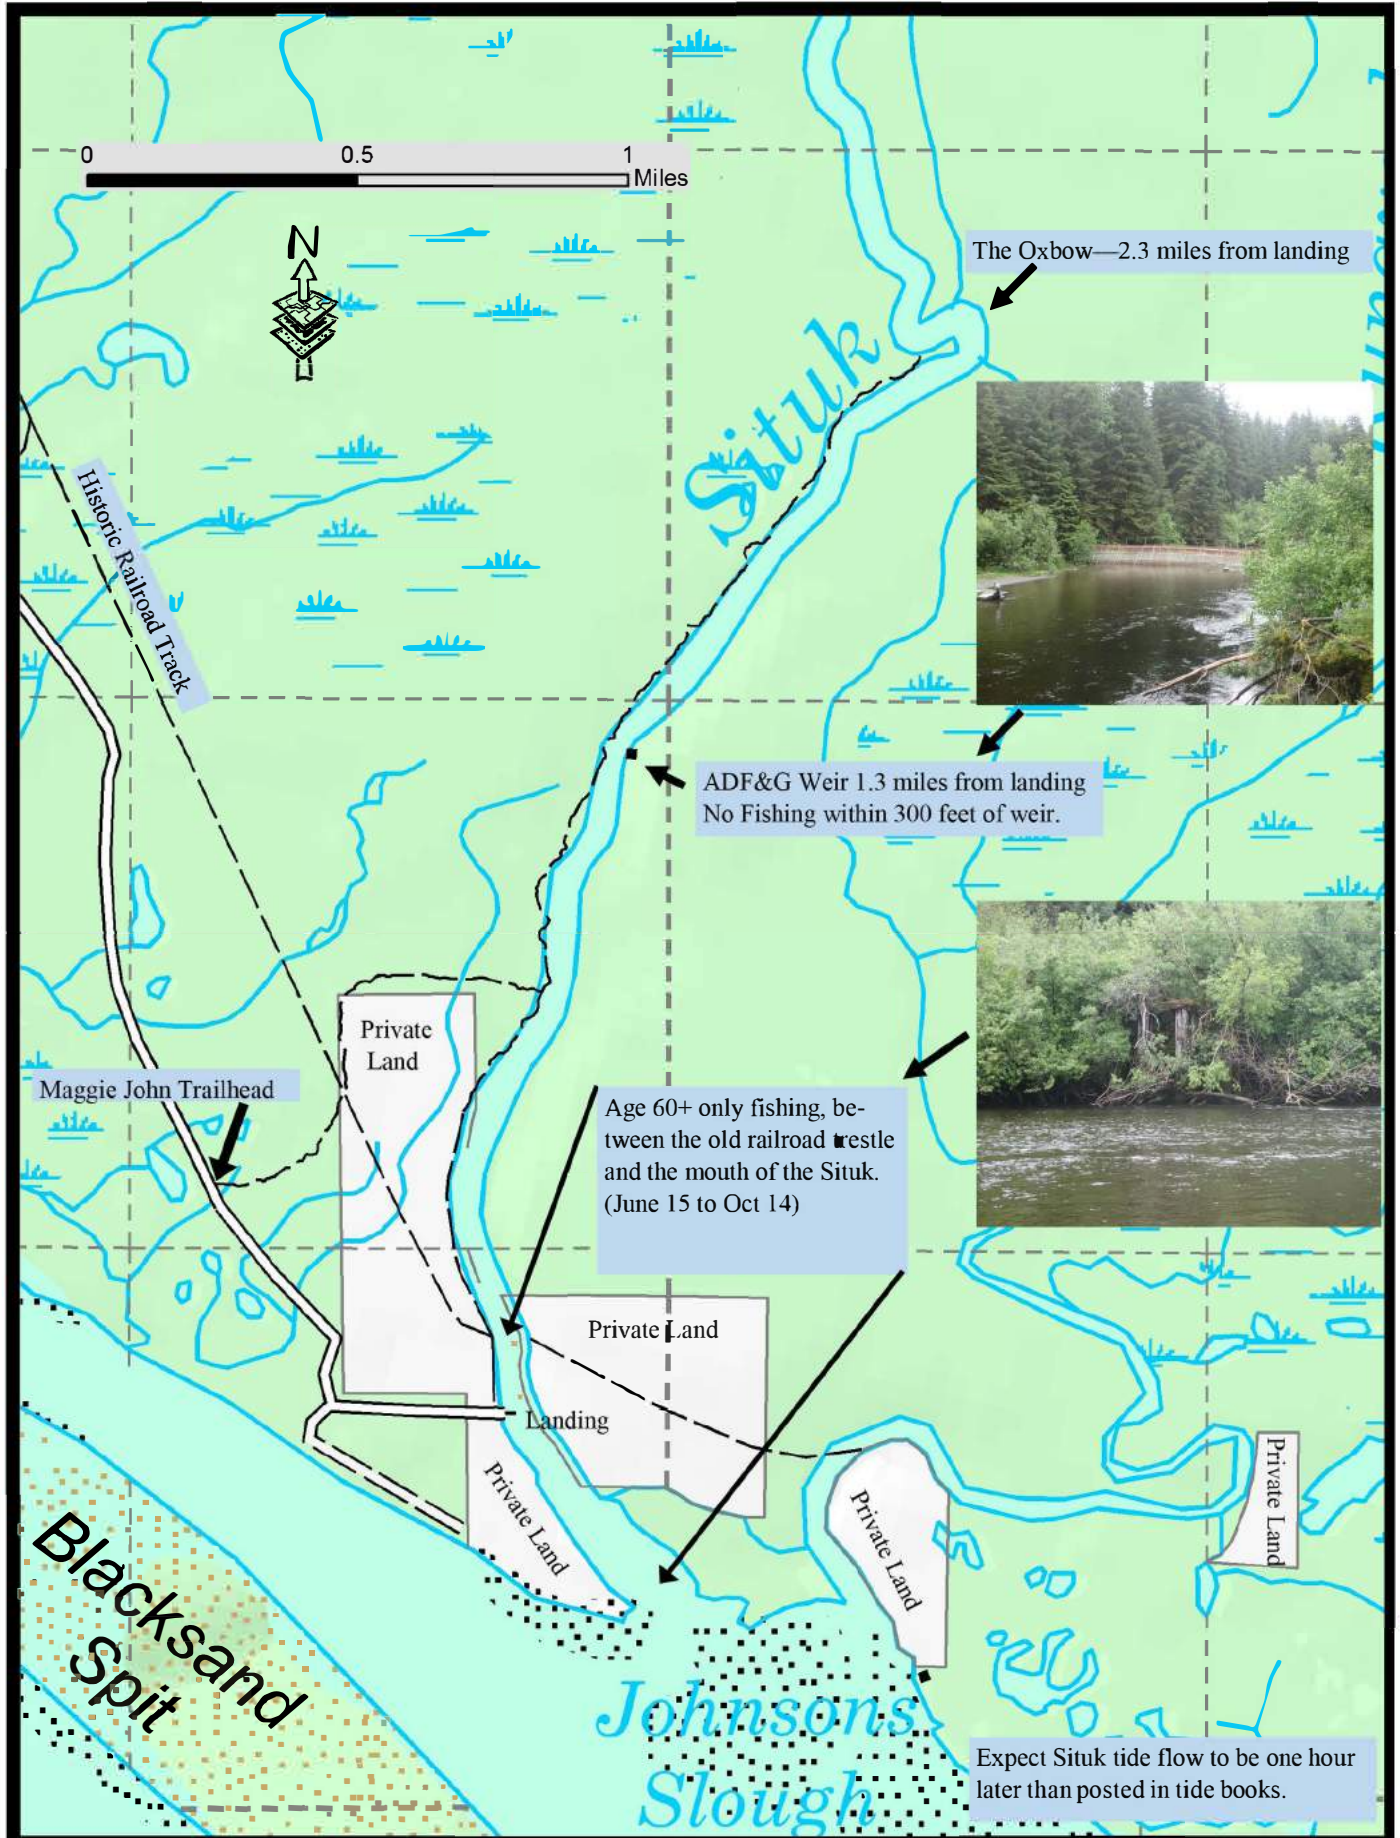 0 0.5 1
Miles
N
The Oxbow—2.3 miles from landing
Situk
Historic Railroad Track
ADF&G Weir 1.3 miles from landing
No Fishing within 300 feet of weir.
Private
Land
Maggie John Trailhead
Age 60+ only fishing, be-
tween the old railroad trestle
and the mouth of the Situk.
(June 15 to Oct 14)
Private Land
Landing
Private Land
Private Land
Private Land
Blacksand
Spit
Johnsons
Slough
Expect Situk tide flow to be one hour
later than posted in tide books.